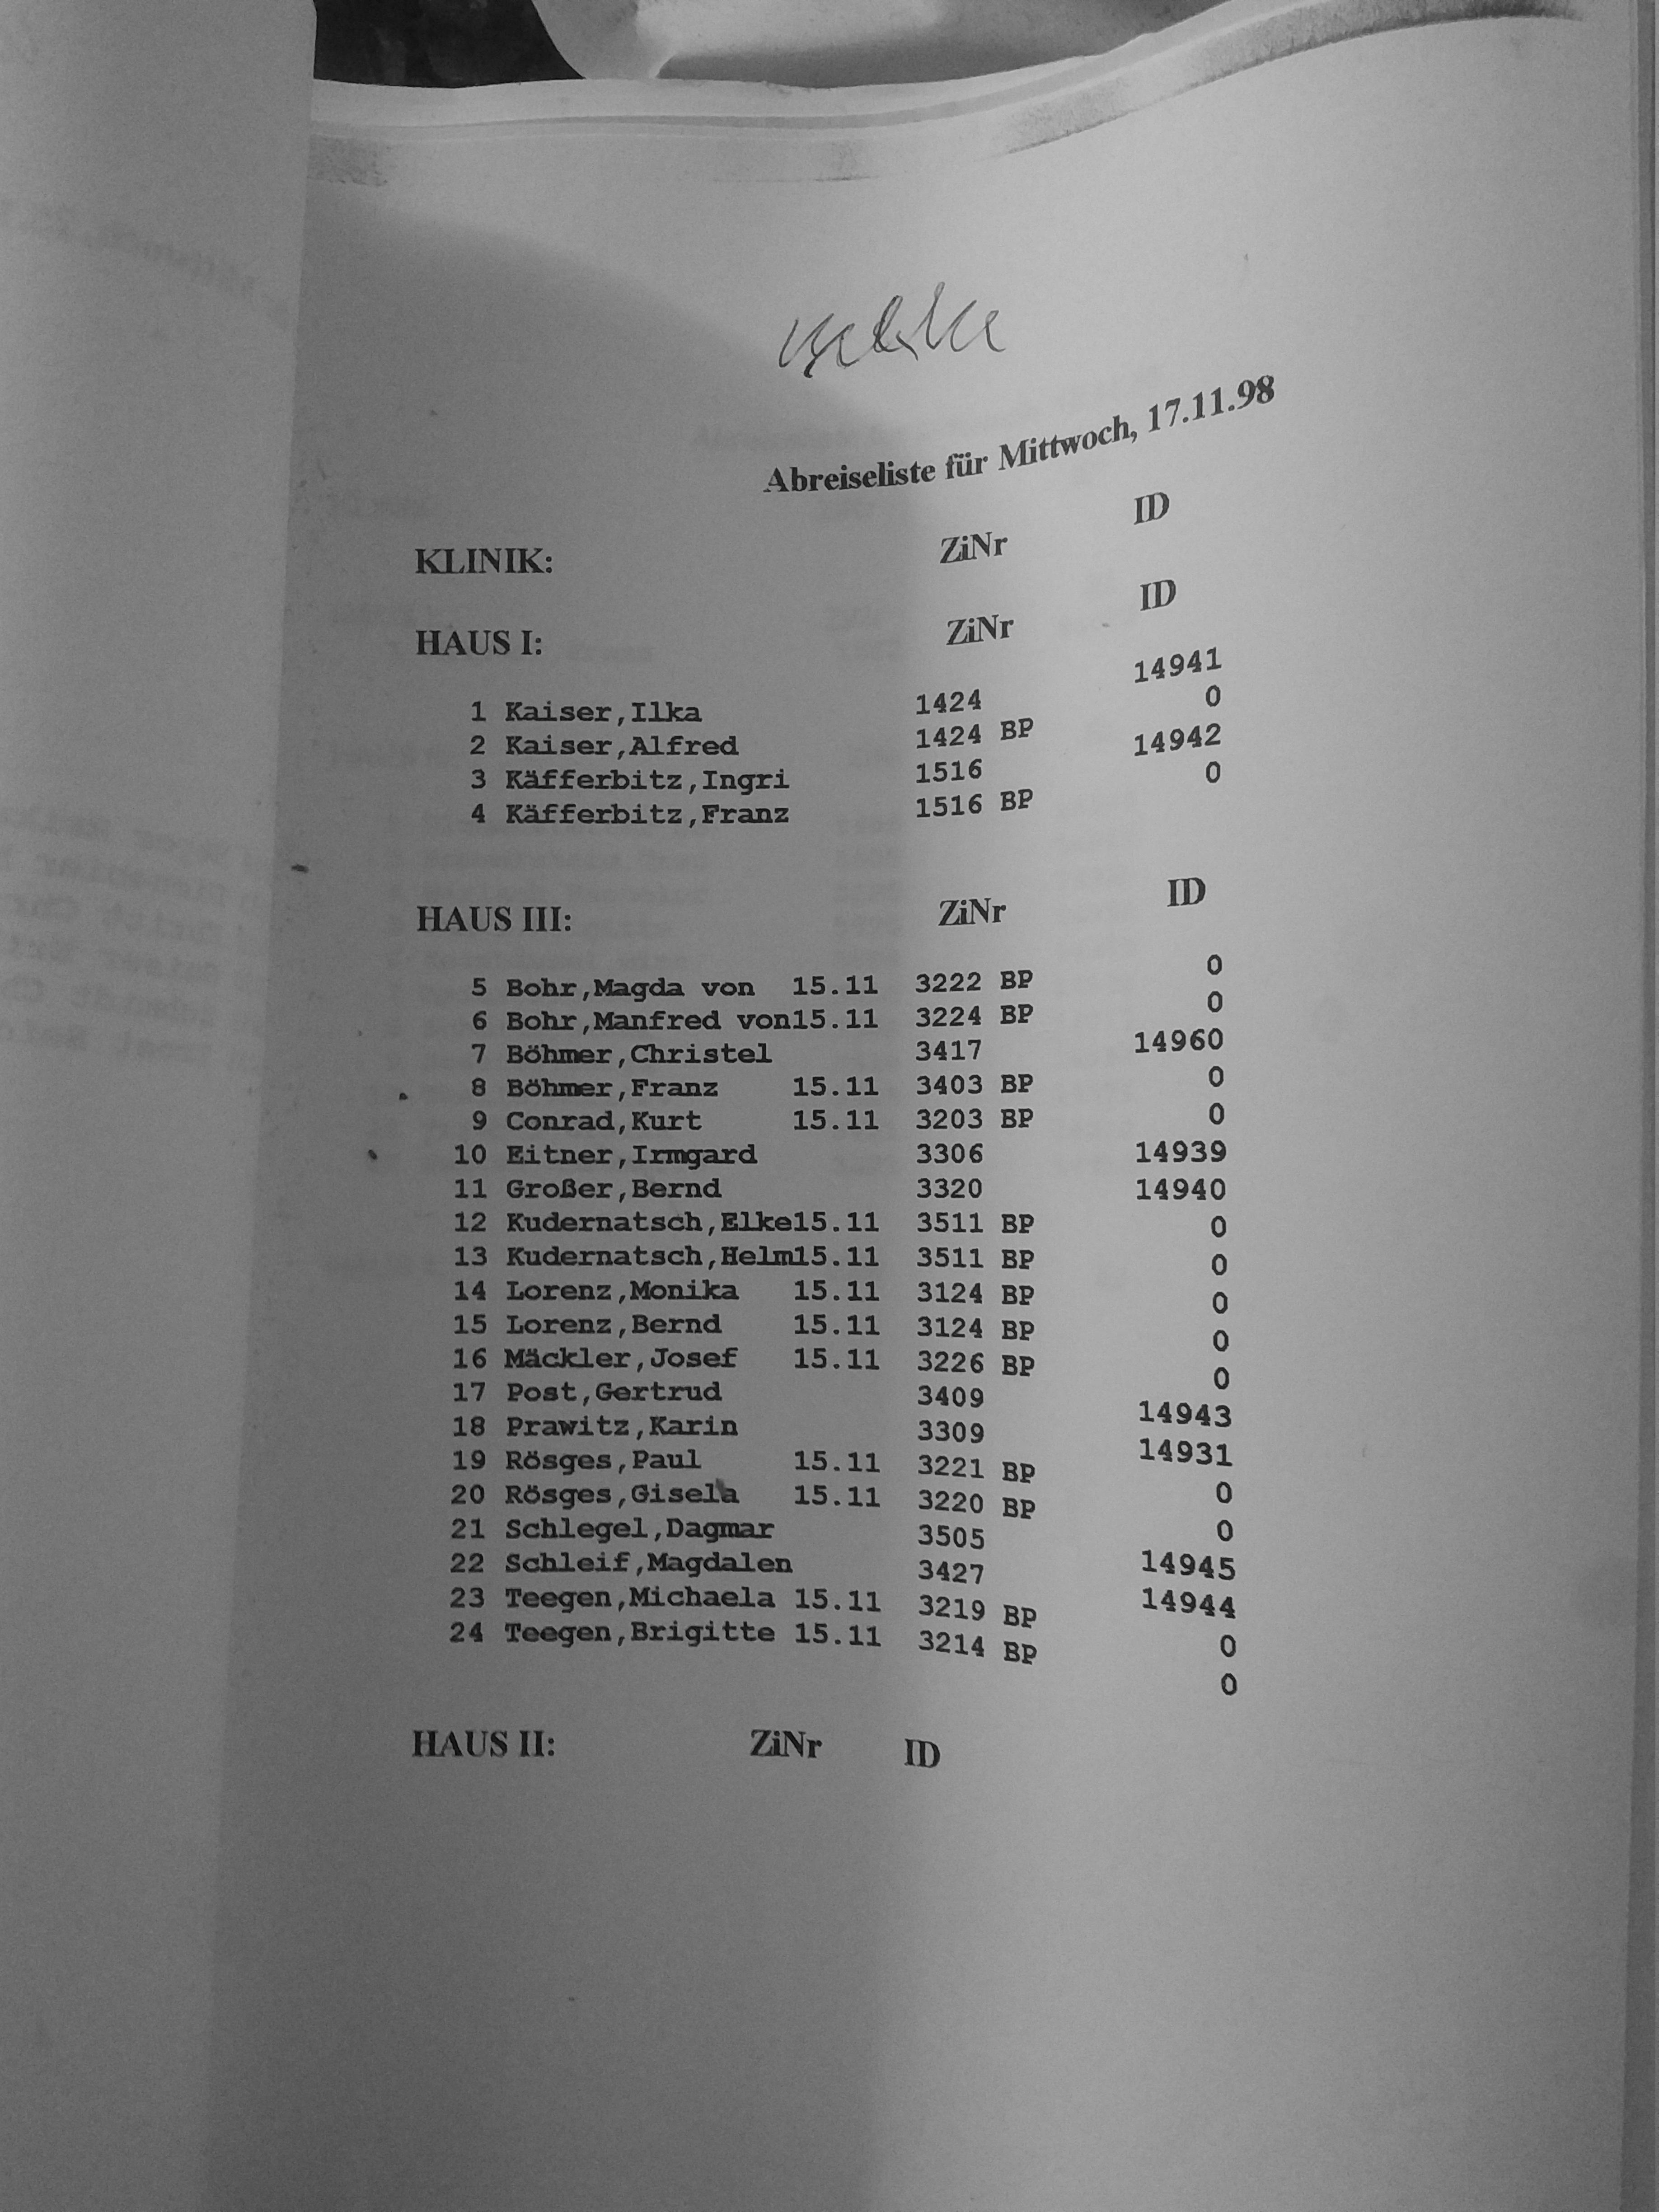 Abreiseliste für Mittwoch, 17.11.98
KLINIK: ZiNr ID
HAUS I: ZiNr ID
1 Kaiser,Ilka 1424 14941
2 Kaiser,Alfred 1424 BP 0
3 Käfferbitz,Ingri 1516 14942
4 Käfferbitz,Franz 1516 BP 0
HAUS III: ZiNr ID
5 Bohr,Magda von 15.11 3222 BP 0
6 Bohr,Manfred von15.11 3224 BP 0
7 Böhmer,Christel 3417 14960
8 Böhmer,Franz 15.11 3403 BP 0
9 Conrad,Kurt 15.11 3203 BP 0
10 Eitner,Irmgard 3306 14939
11 Großer,Bernd 3320 14940
12 Kudernatsch,Elke15.11 3511 BP 0
13 Kudernatsch,Helm15.11 3511 BP 0
14 Lorenz,Monika 15.11 3124 BP 0
15 Lorenz,Bernd 15.11 3124 BP 0
16 Mäckler,Josef 15.11 3226 BP 0
17 Post,Gertrud 3409 14943
18 Prawitz,Karin 3309 14931
19 Rösges,Paul 15.11 3221 BP 0
20 Rösges,Gisela 15.11 3220 BP 0
21 Schlegel,Dagmar 3505 14945
22 Schleif,Magdalen 3427 14944
23 Teegen,Michaela 15.11 3219 BP 0
24 Teegen,Brigitte 15.11 3214 BP 0
HAUS II: ZiNr ID